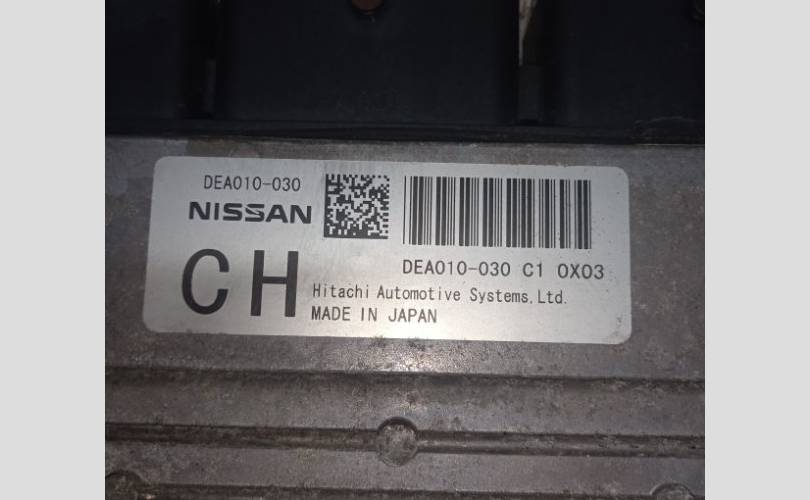 DEA010-030
NISSAN
CH
DEA010-030 C1 0X03
Hitachi Automotive Systems,Ltd.
MADE IN JAPAN